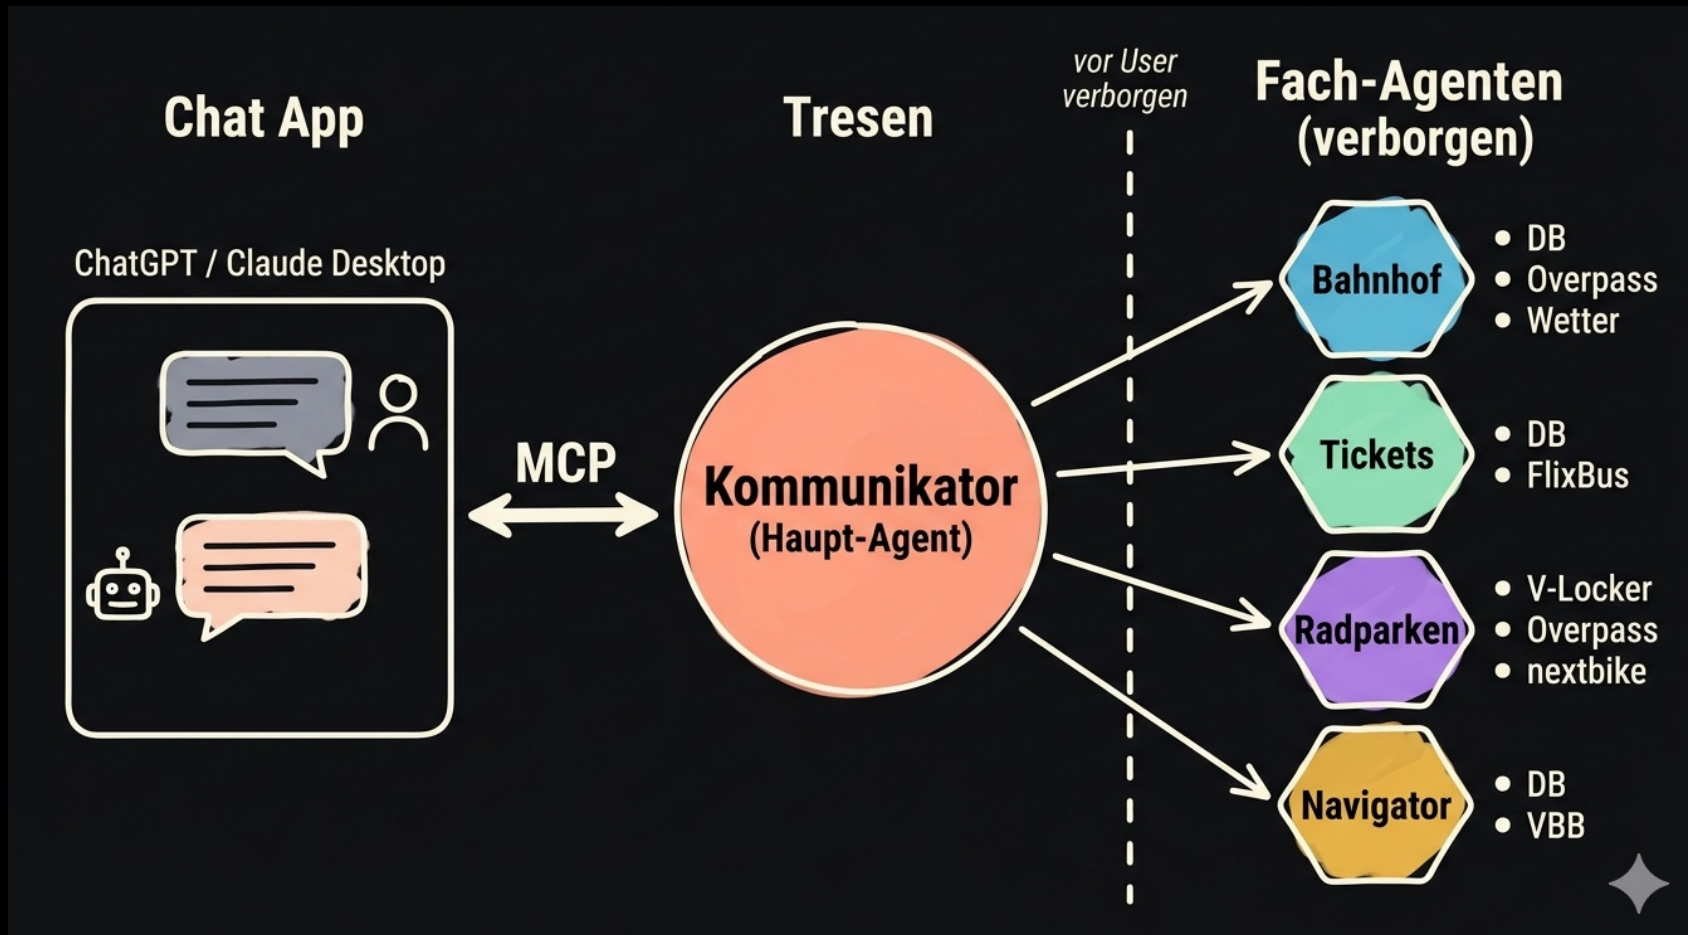 Chat App
ChatGPT / Claude Desktop
MCP
Tresen
Kommunikator
(Haupt-Agent)
vor User
verborgen
Fach-Agenten
(verborgen)
Bahnhof
• DB
• Overpass
• Wetter
Tickets
• DB
• FlixBus
Radparken
• V-Locker
• Overpass
• nextbike
Navigator
• DB
• VBB